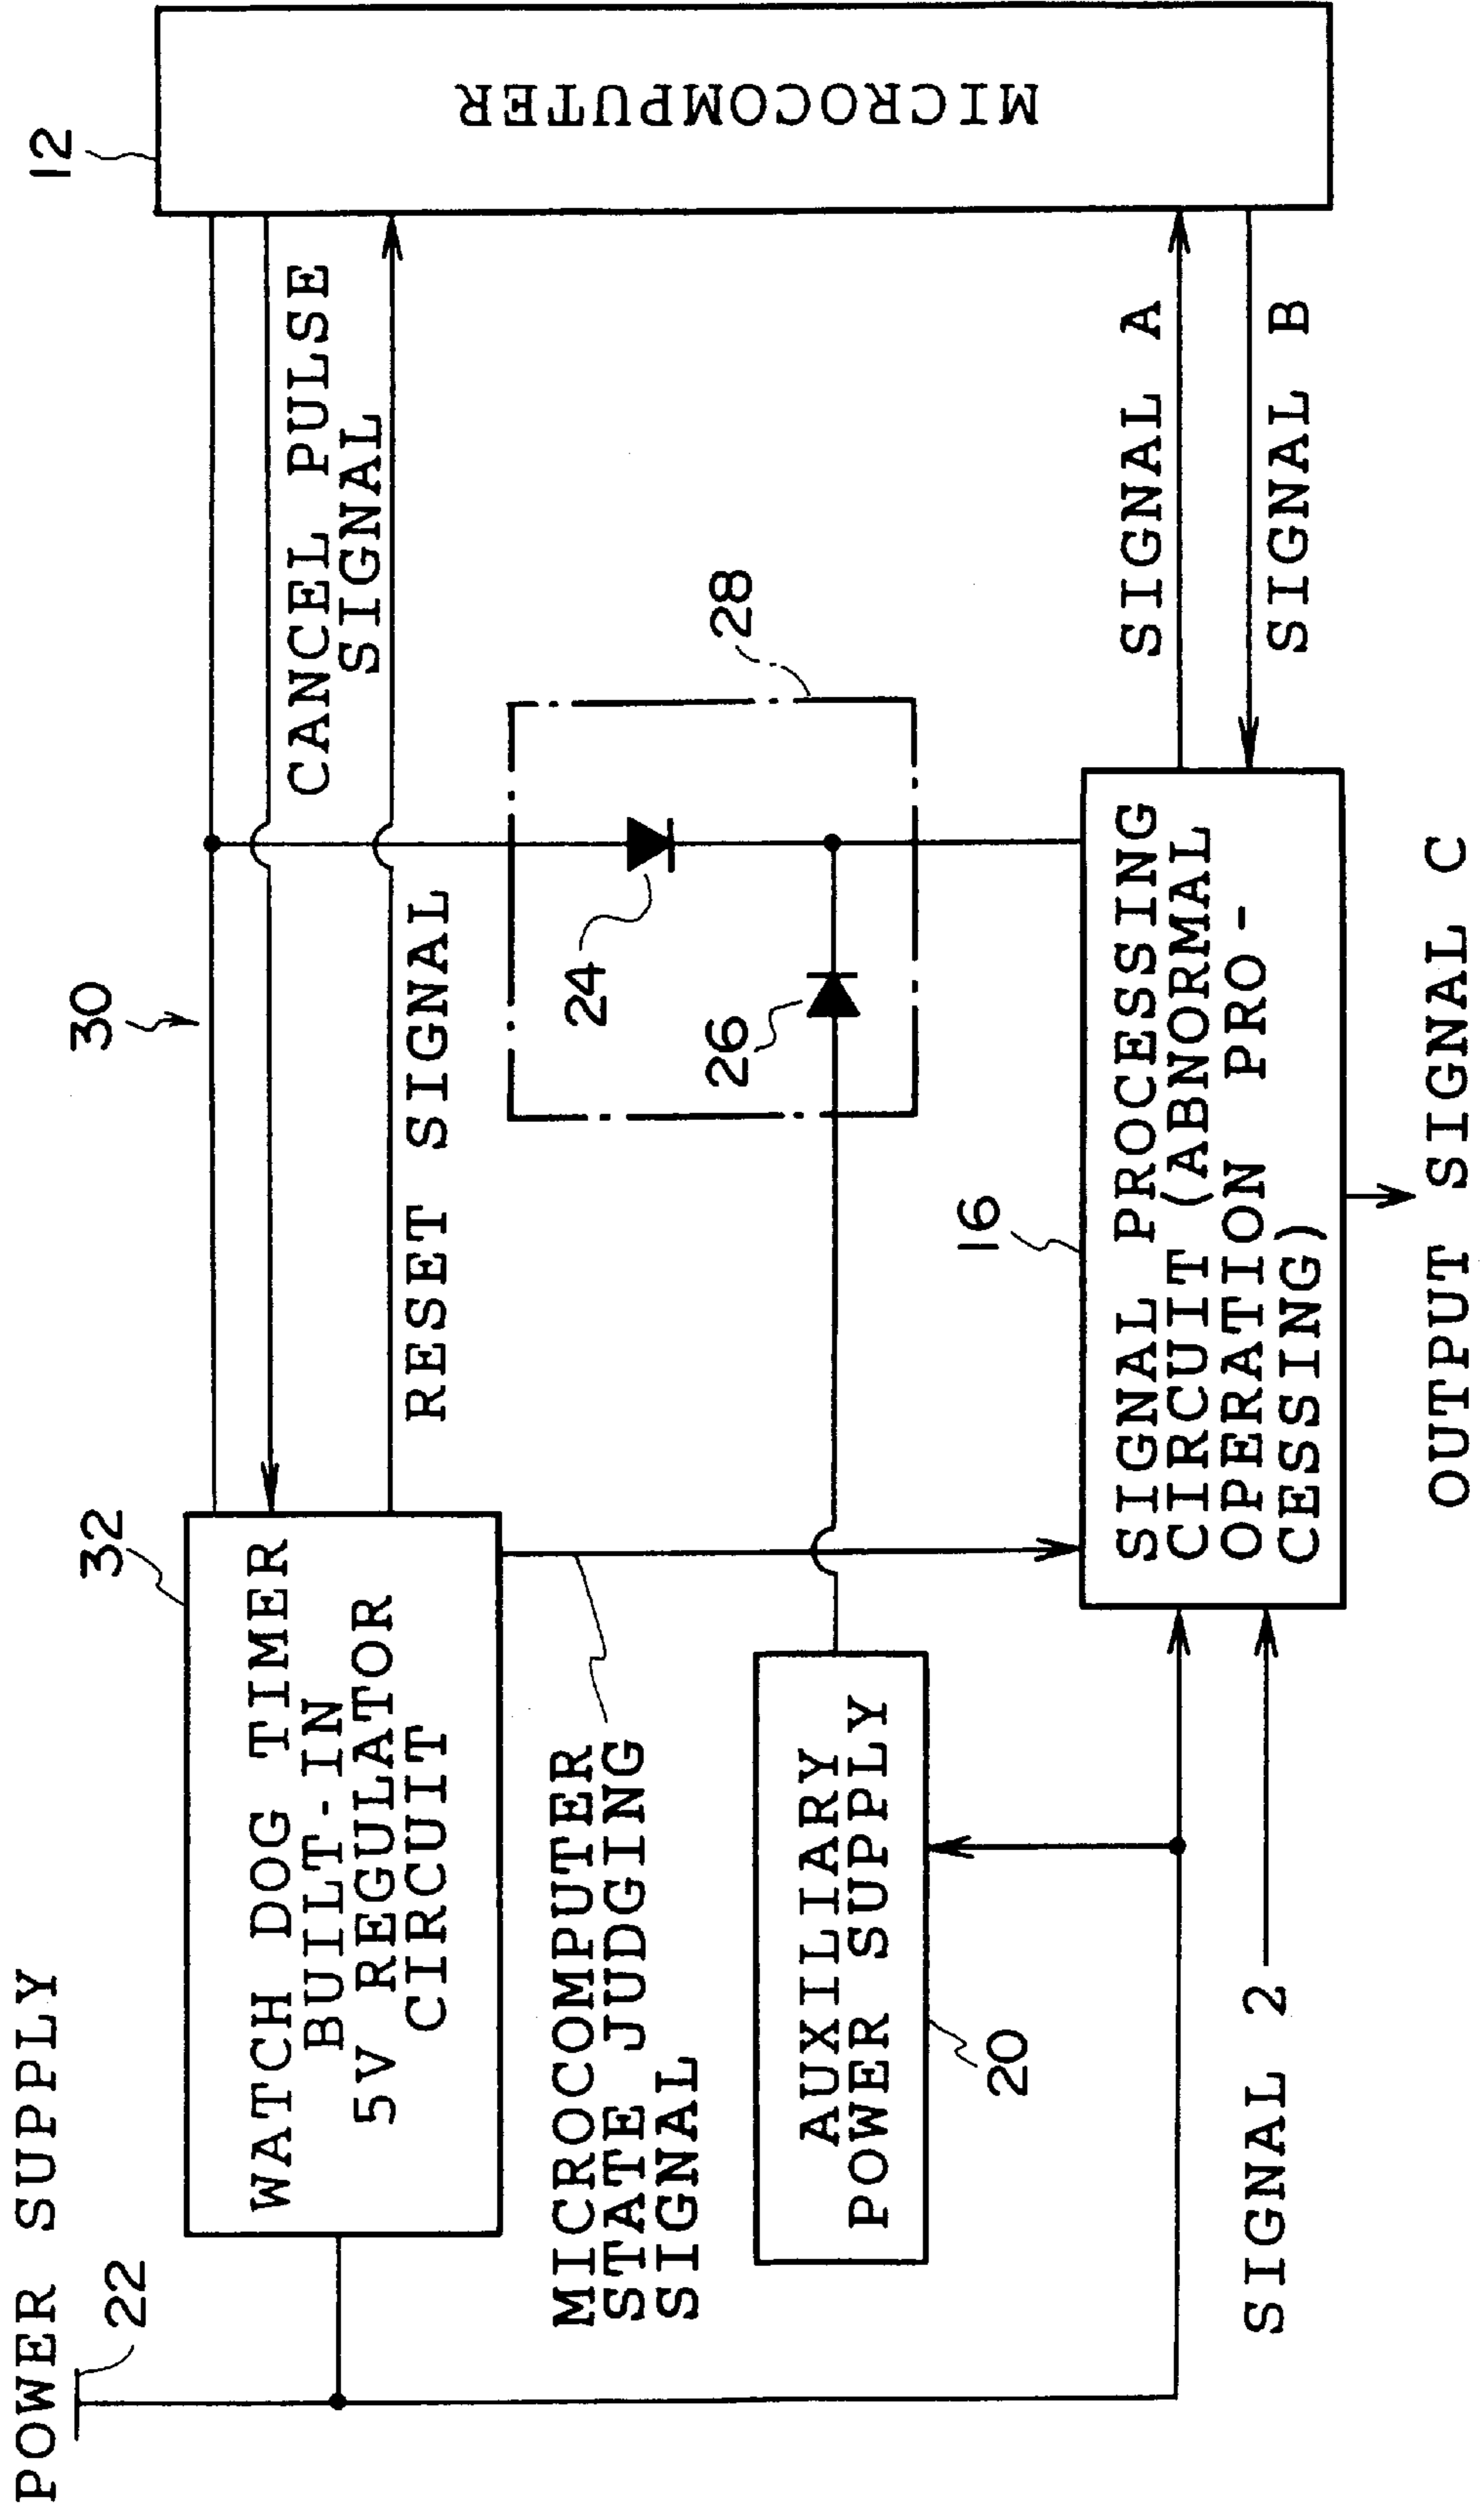 POWER SUPPLY
22
32
30
12
WATCH DOG TIMER
BUILT-IN
5V REGULATOR
CIRCUIT
CANCEL PULSE
SIGNAL
RESET SIGNAL
MICROCOMPUTER
MICROCOMPUTER
STATE JUDGING
SIGNAL
24
26
28
AUXILIARY
POWER SUPPLY
20
16
SIGNAL PROCESSING
CIRCUIT (ABNORMAL
OPERATION PRO-
CESSING)
SIGNAL A
SIGNAL B
SIGNAL 2
OUTPUT SIGNAL C